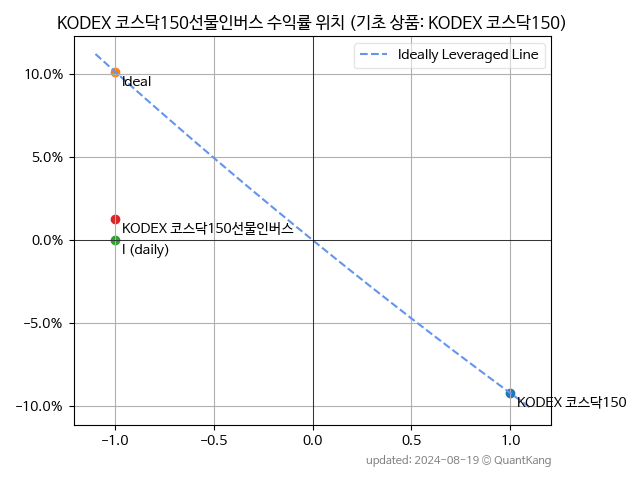 KODEX 코스닥150선물인버스 수익률 위치 (기초 상품: KODEX 코스닥150)
Ideally Leveraged Line
10.0%
Ideal
5.0%
KODEX 코스닥150선물인버스
0.0%
I (daily)
−5.0%
KODEX 코스닥150
−10.0%
−1.0 −0.5 0.0 0.5 1.0
updated: 2024-08-19 © QuantKang